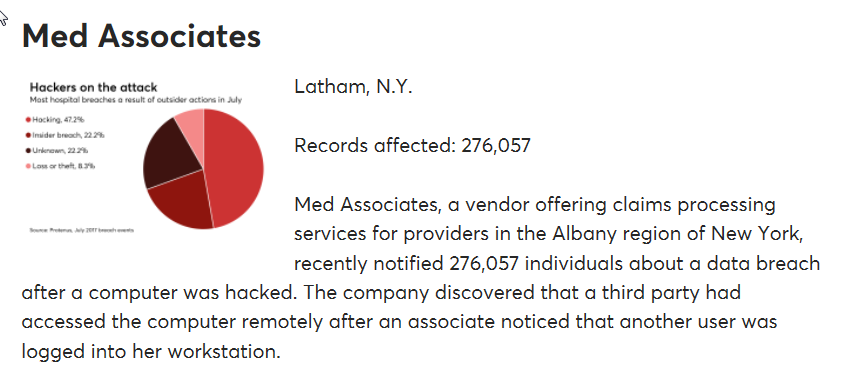 Med Associates
Hackers on the attack
Most hospital breaches a result of outsider actions in July
Hacking, 47.2%
Insider breach, 22.2%
Unknown, 22.2%
Loss or theft, 8.3%
Source: Protenus, July 2017 breach events
Latham, N.Y.
Records affected: 276,057
Med Associates, a vendor offering claims processing
services for providers in the Albany region of New York,
recently notified 276,057 individuals about a data breach
after a computer was hacked. The company discovered that a third party had
accessed the computer remotely after an associate noticed that another user was
logged into her workstation.